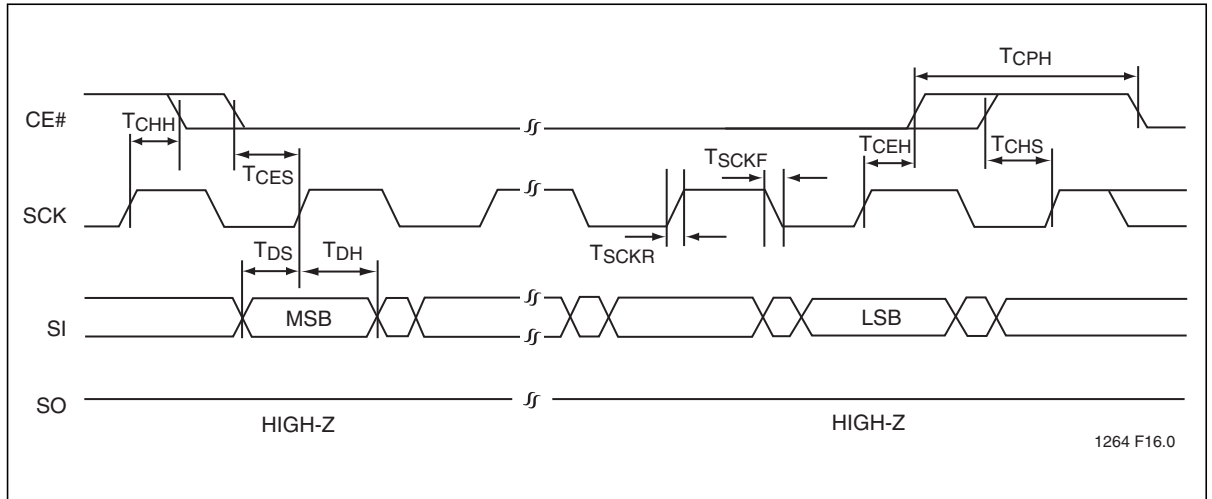 TCPH
CE#
TCHH
TCES
TSCKF
TCEH
TCHS
SCK
TDS
TDH
TSCKR
SI
MSB
LSB
SO
HIGH-Z
HIGH-Z
1264 F16.0